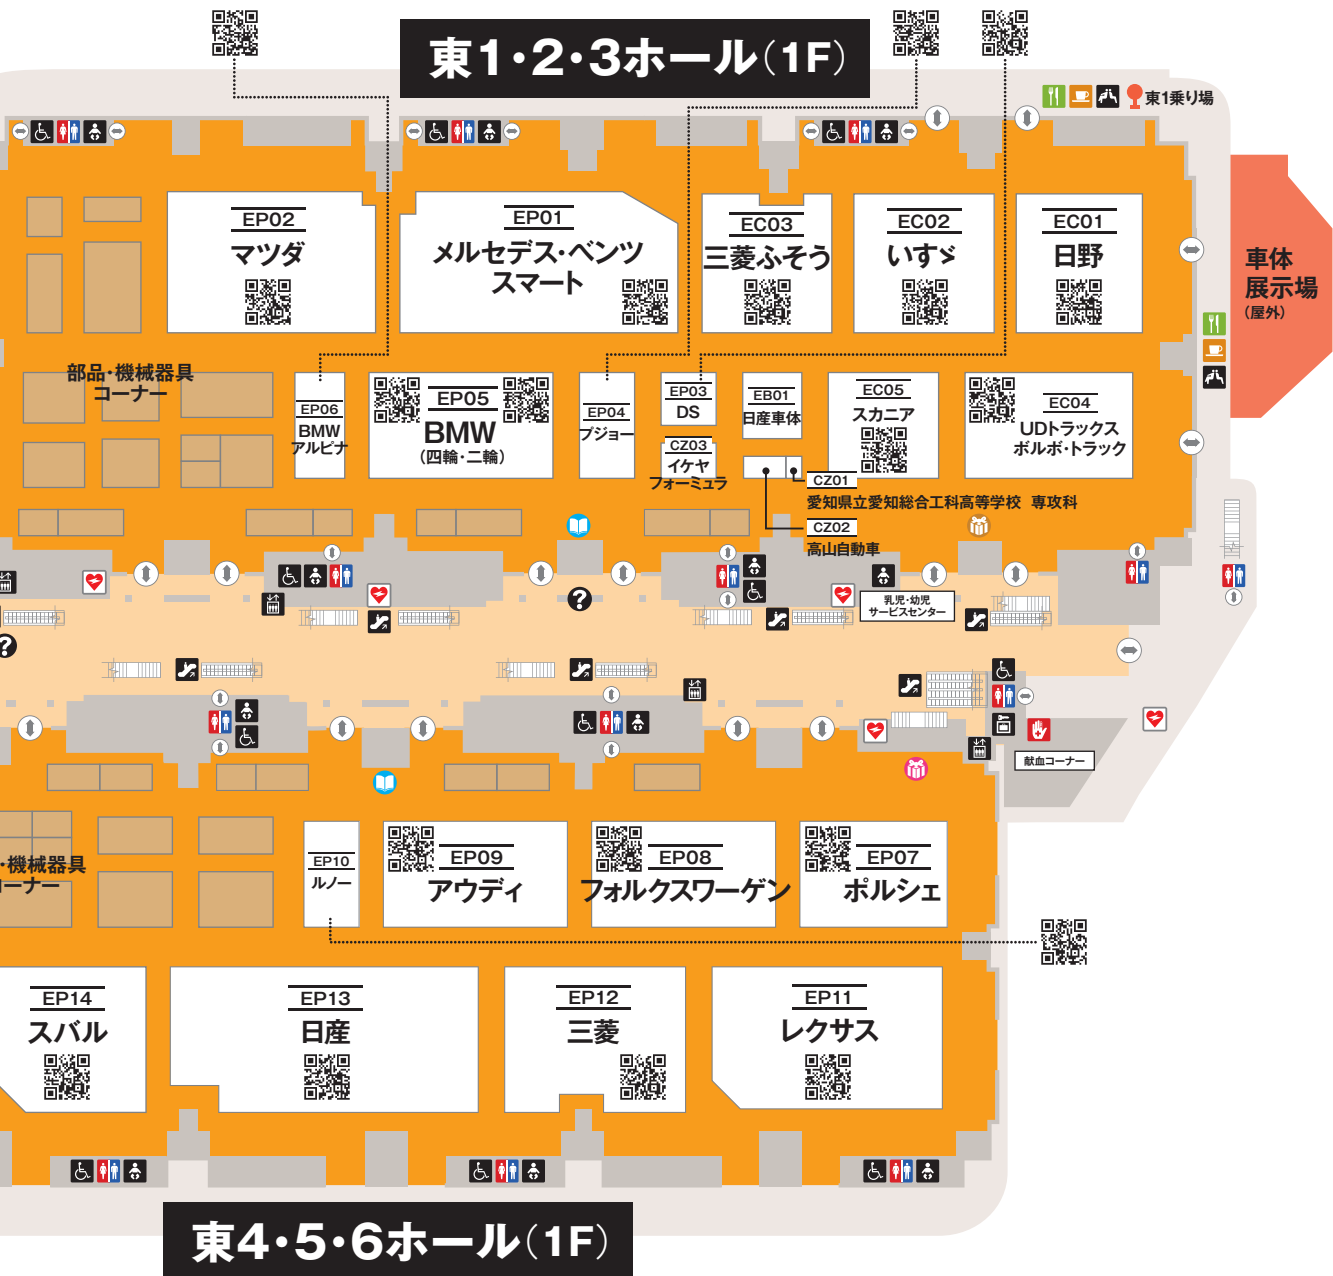 東1・2・3ホール（1F）
東1乗り場
EP02
マツダ
EP01
メルセデス・ベンツ
スマート
EC03
三菱ふそう
EC02
いすゞ
EC01
日野
車体
展示場
（屋外）
部品・機械器具
コーナー
EP06
BMW
アルピナ
EP05
BMW
（四輪・二輪）
EP04
プジョー
EP03
DS
CZ03
イケヤ
フォーミュラ
EB01
日産車体
EC05
スカニア
EC04
UDトラックス
ボルボ・トラック
CZ01
愛知県立愛知総合工科高等学校 専攻科
CZ02
高山自動車
?
乳児・幼児
サービスセンター
?
献血コーナー
・機械器具
ーナー
EP10
ルノー
EP09
アウディ
EP08
フォルクスワーゲン
EP07
ポルシェ
EP14
スバル
EP13
日産
EP12
三菱
EP11
レクサス
東4・5・6ホール（1F）